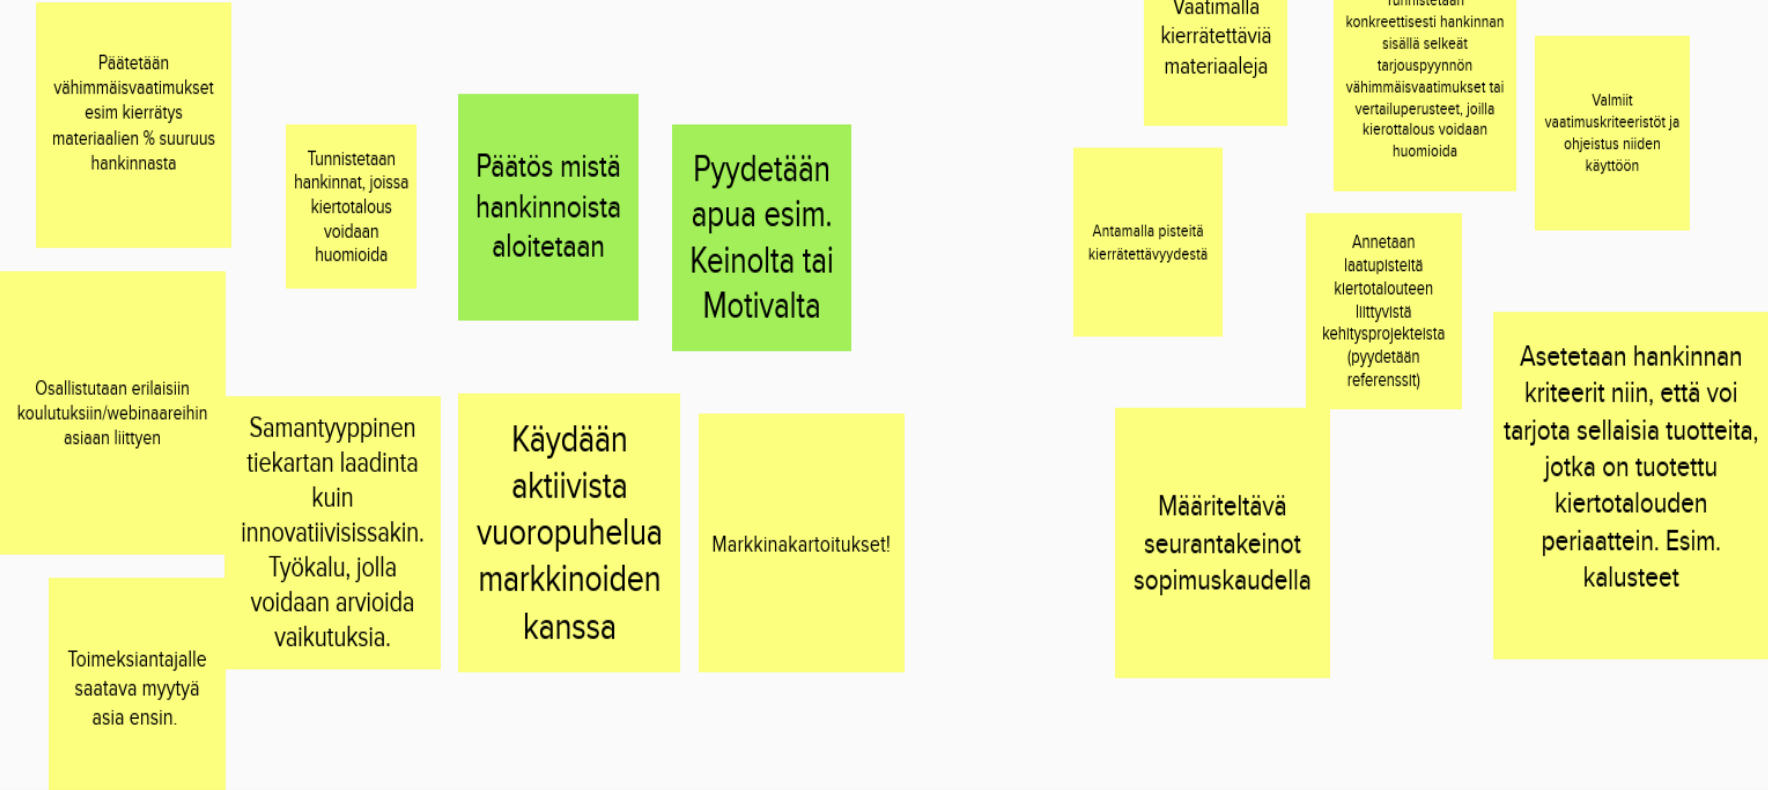 Päätetään
vähimmäisvaatimukset
esim kierrätys
materiaalien % suuruus
hankinnasta
Tunnistetaan
hankinnat, joissa
kiertotalous
voidaan
huomioida
Päätös mistä
hankinnoista
aloitetaan
Pyydetään
apua esim.
Keinolta tai
Motivalta
Osallistutaan erilaisiin
koulutuksiin/webinaareihin
asiaan liittyen
Samantyyppinen
tiekartan laadinta
kuin
innovatiivisissakin.
Työkalu, jolla
voidaan arvioida
vaikutuksia.
Käydään
aktiivista
vuoropuhelua
markkinoiden
kanssa
Markkinakartoitukset!
Toimeksiantajalle
saatava myytyä
asia ensin.
Vaatimalla
kierrätettäviä
materiaaleja
Tunnistetaan
konkreettisesti hankinnan
sisällä selkeät
tarjouspyynnön
vähimmäisvaatimukset tai
vertailuperusteet, joilla
kierottalous voidaan
huomioida
Valmiit
vaatimuskriteeristöt ja
ohjeistus niiden
käyttöön
Antamalla pisteitä
kierrätettävyydestä
Annetaan
laatupisteitä
kiertotalouteen
liittyvistä
kehitysprojekteista
(pyydetään
referenssit)
Määriteltävä
seurantakeinot
sopimuskaudella
Asetetaan hankinnan
kriteerit niin, että voi
tarjota sellaisia tuotteita,
jotka on tuotettu
kiertotalouden
periaattein. Esim.
kalusteet